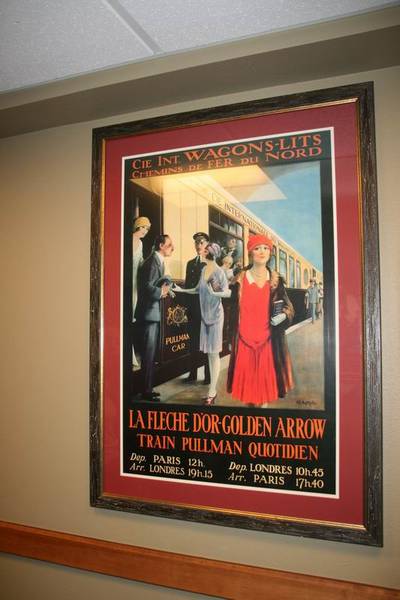 CIE INT. WAGONS-LITS
CHEMINS DE FER DU NORD
INTERNATIONALE
PULLMAN
CAR
LA FLECHE D'OR-GOLDEN ARROW
TRAIN PULLMAN QUOTIDIEN
Dep. PARIS 12h.
Arr. LONDRES 19h.15
Dep. LONDRES 10h.45
Arr. PARIS 17h.40